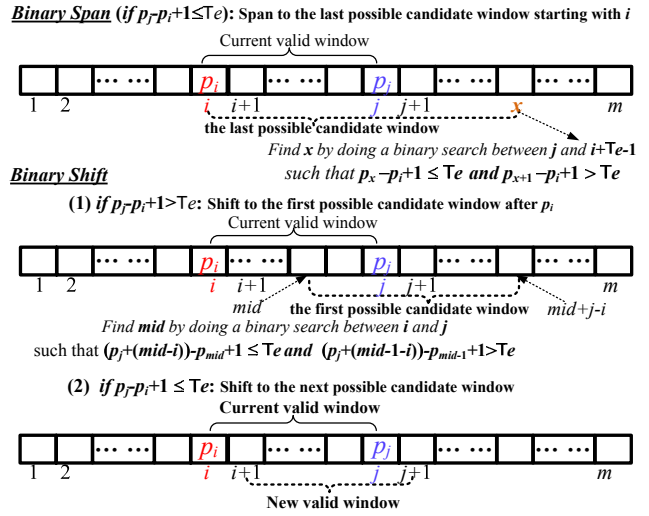 Binary Span (if pj-pi+1≤Te): Span to the last possible candidate window starting with i
Current valid window
... ... pi ... ... pj ... ... ... ...
1 2 i i+1 j j+1 x m
the last possible candidate window
Find x by doing a binary search between j and i+Te-1
such that px–pi+1 ≤ Te and px+1 –pi+1 > Te
Binary Shift
(1) if pj-pi+1>Te: Shift to the first possible candidate window after pi
Current valid window
... ... pi ... ... pj ... ... ... ...
1 2 i i+1 j j+1 m
mid the first possible candidate window mid+j-i
Find mid by doing a binary search between i and j
such that (pj+(mid-i))-pmid+1 ≤ Te and (pj+(mid-1-i))-pmid-1+1>Te
(2) if pj-pi+1 ≤ Te: Shift to the next possible candidate window
Current valid window
... ... pi ... ... pj ... ... ... ...
1 2 i i+1 j j+1 m
New valid window